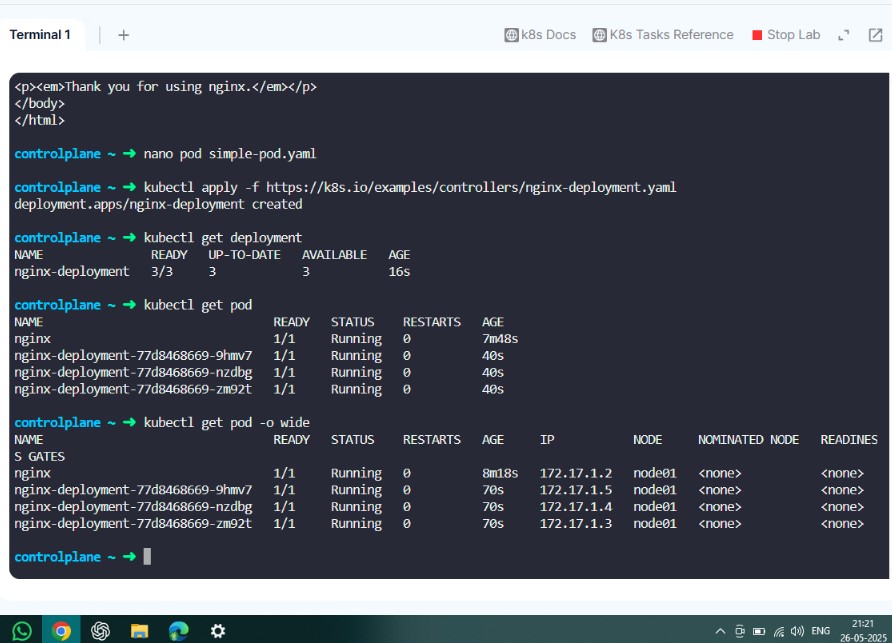 Terminal 1 | +
k8s Docs K8s Tasks Reference Stop Lab
<p><em>Thank you for using nginx.</em></p>
</body>
</html>
controlplane ~ ➜ nano pod simple-pod.yaml
controlplane ~ ➜ kubectl apply -f https://k8s.io/examples/controllers/nginx-deployment.yaml
deployment.apps/nginx-deployment created
controlplane ~ ➜ kubectl get deployment
NAME READY UP-TO-DATE AVAILABLE AGE
nginx-deployment 3/3 3 3 16s
controlplane ~ ➜ kubectl get pod
NAME READY STATUS RESTARTS AGE
nginx 1/1 Running 0 7m48s
nginx-deployment-77d8468669-9hmv7 1/1 Running 0 40s
nginx-deployment-77d8468669-nzdbg 1/1 Running 0 40s
nginx-deployment-77d8468669-zm92t 1/1 Running 0 40s
controlplane ~ ➜ kubectl get pod -o wide
NAME READY STATUS RESTARTS AGE IP NODE NOMINATED NODE READINES
S GATES
nginx 1/1 Running 0 8m18s 172.17.1.2 node01 <none> <none>
nginx-deployment-77d8468669-9hmv7 1/1 Running 0 70s 172.17.1.5 node01 <none> <none>
nginx-deployment-77d8468669-nzdbg 1/1 Running 0 70s 172.17.1.4 node01 <none> <none>
nginx-deployment-77d8468669-zm92t 1/1 Running 0 70s 172.17.1.3 node01 <none> <none>
controlplane ~ ➜
ENG
21:21
26-05-2025